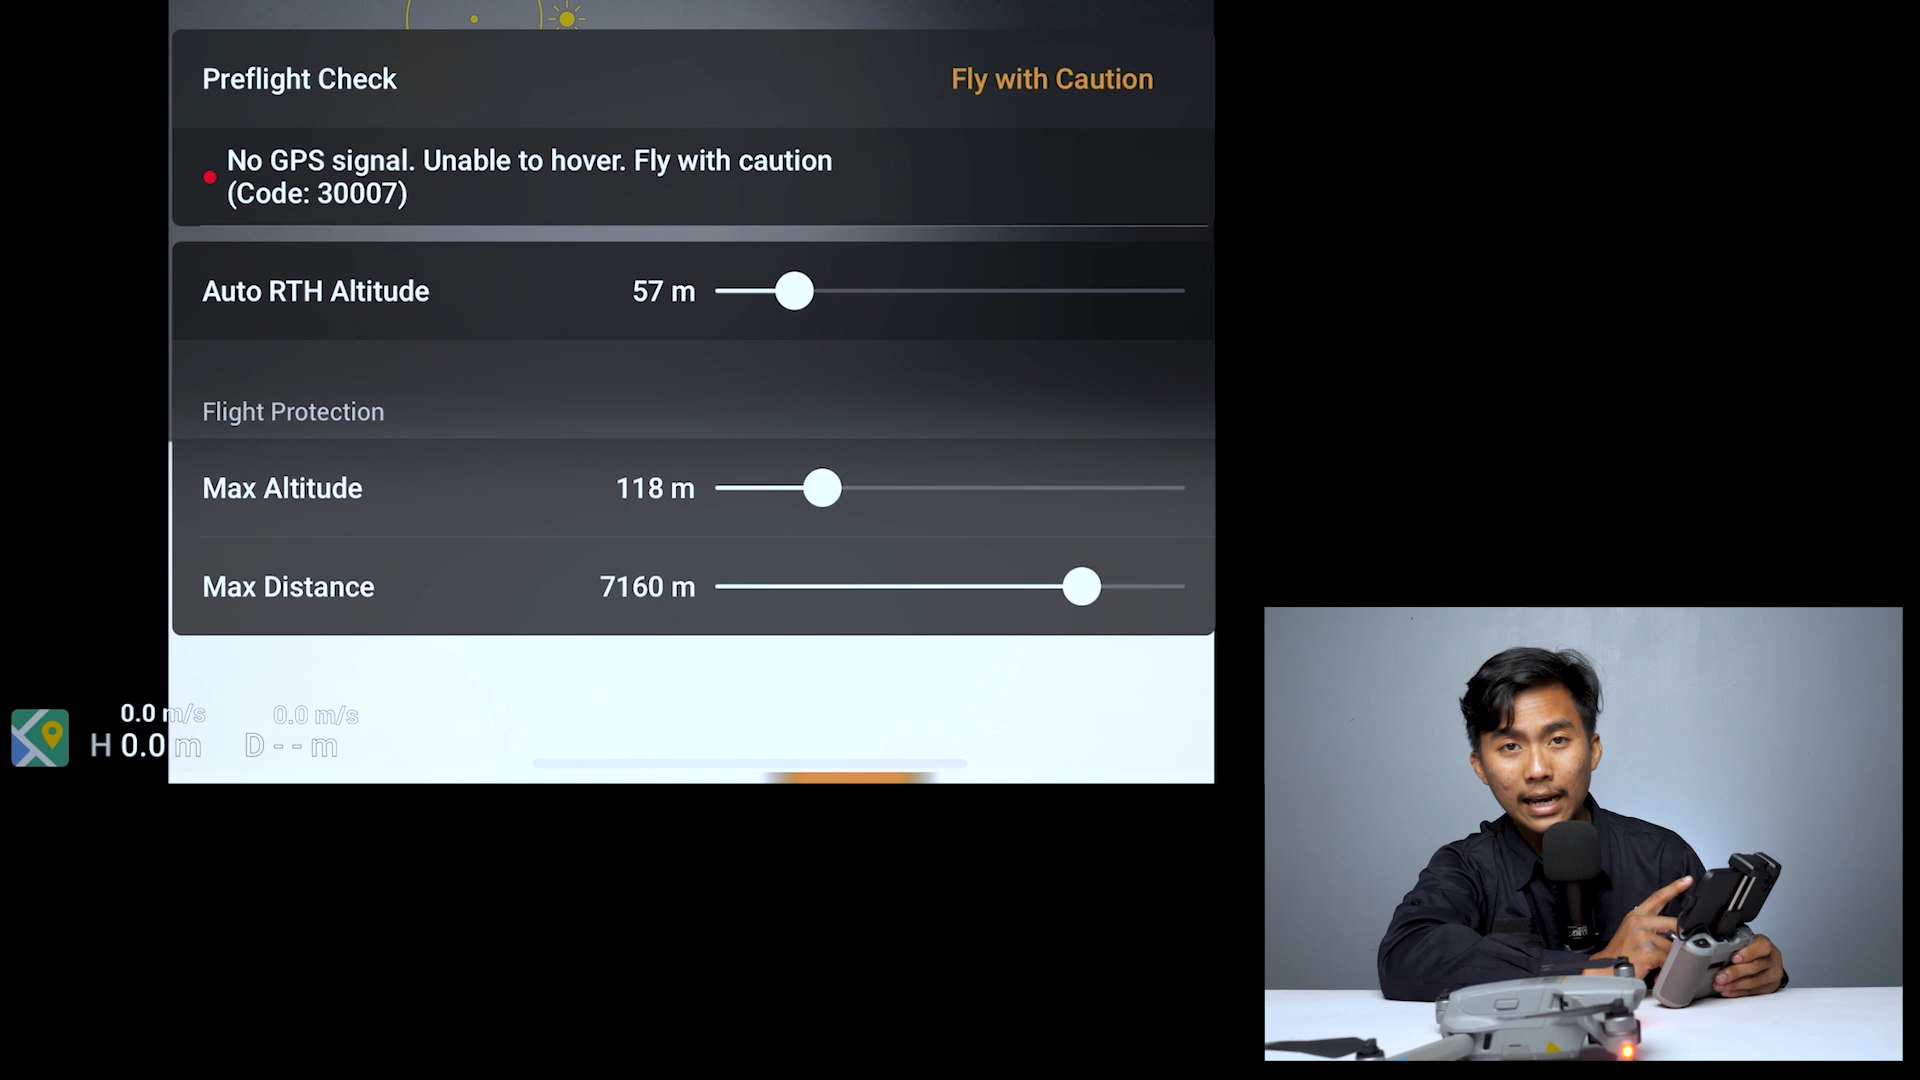 Preflight Check
Fly with Caution
No GPS signal. Unable to hover. Fly with caution
(Code: 30007)
Auto RTH Altitude
57 m
Flight Protection
Max Altitude
118 m
Max Distance
7160 m
0.0 m/s
0.0 m/s
H 0.0 m
D - - m